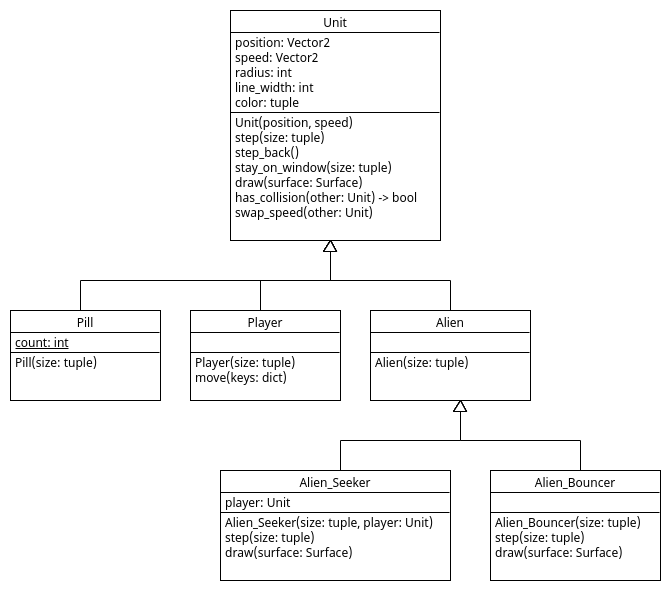 Unit
position: Vector2
speed: Vector2
radius: int
line_width: int
color: tuple
Unit(position, speed)
step(size: tuple)
step_back()
stay_on_window(size: tuple)
draw(surface: Surface)
has_collision(other: Unit) -> bool
swap_speed(other: Unit)
Pill
count: int
Pill(size: tuple)
Player
Player(size: tuple)
move(keys: dict)
Alien
Alien(size: tuple)
Alien_Seeker
player: Unit
Alien_Seeker(size: tuple, player: Unit)
step(size: tuple)
draw(surface: Surface)
Alien_Bouncer
Alien_Bouncer(size: tuple)
step(size: tuple)
draw(surface: Surface)